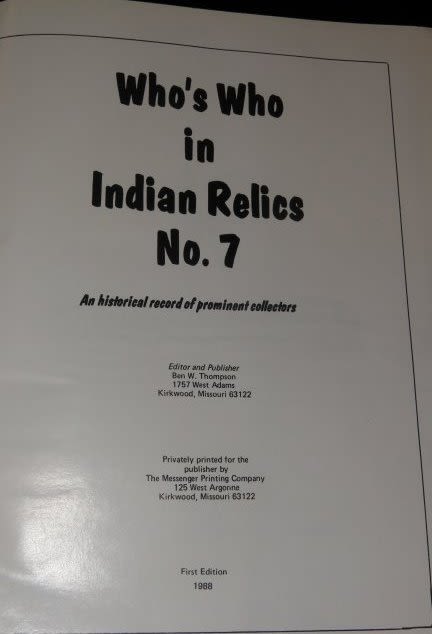 Who's Who
in
Indian Relics
No. 7
An historical record of prominent collectors
Editor and Publisher
Ben W. Thompson
1757 West Adams
Kirkwood, Missouri 63122
Privately printed for the
publisher by
The Messenger Printing Company
125 West Argonne
Kirkwood, Missouri 63122
First Edition
1988